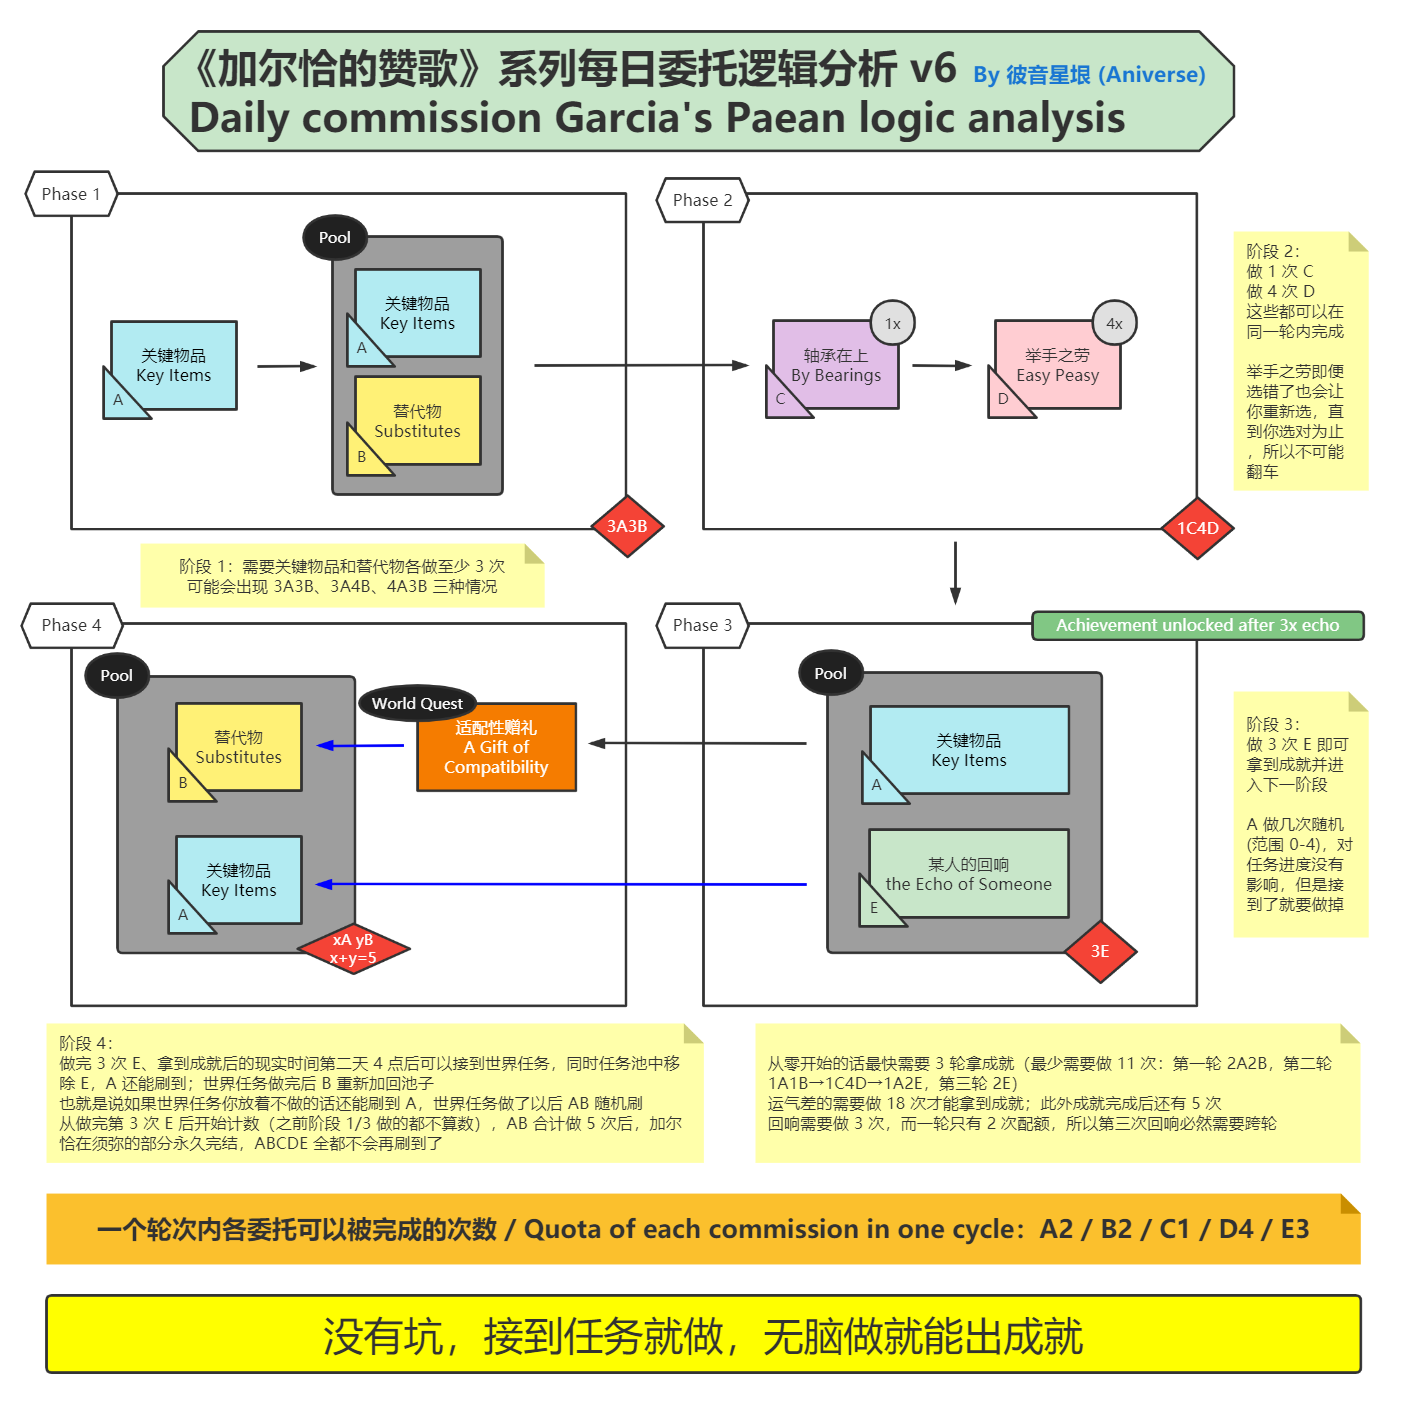 《加尔恰的赞歌》系列每日委托逻辑分析 v6 By 彼音星垠 (Aniverse)
Daily commission Garcia's Paean logic analysis
Phase 1
Pool
关键物品
Key Items
A
关键物品
Key Items
A
替代物
Substitutes
B
3A3B
阶段 1：需要关键物品和替代物各做至少 3 次
可能会出现 3A3B、3A4B、4A3B 三种情况
Phase 2
1x
轴承在上
By Bearings
C
4x
举手之劳
Easy Peasy
D
1C4D
阶段 2：
做 1 次 C
做 4 次 D
这些都可以在
同一轮内完成
举手之劳即便
选错了也会让
你重新选，直
到你选对为止
，所以不可能
翻车
Phase 4
Pool
替代物
Substitutes
B
World Quest
适配性赠礼
A Gift of
Compatibility
关键物品
Key Items
A
xA yB
x+y=5
Phase 3
Achievement unlocked after 3x echo
Pool
关键物品
Key Items
A
某人的回响
the Echo of Someone
E
3E
阶段 3：
做 3 次 E 即可
拿到成就并进
入下一阶段
A 做几次随机
(范围 0-4)，对
任务进度没有
影响，但是接
到了就要做掉
阶段 4：
做完 3 次 E、拿到成就后的现实时间第二天 4 点后可以接到世界任务，同时任务池中移
除 E，A 还能刷到；世界任务做完后 B 重新加回池子
也就是说如果世界任务你放着不做的话还能刷到 A，世界任务做了以后 AB 随机刷
从做完第 3 次 E 后开始计数（之前阶段 1/3 做的都不算数），AB 合计做 5 次后，加尔
恰在须弥的部分永久完结，ABCDE 全都不会再刷到了
从零开始的话最快需要 3 轮拿成就（最少需要做 11 次：第一轮 2A2B，第二轮
1A1B→1C4D→1A2E，第三轮 2E）
运气差的需要做 18 次才能拿到成就；此外成就完成后还有 5 次
回响需要做 3 次，而一轮只有 2 次配额，所以第三次回响必然需要跨轮
一个轮次内各委托可以被完成的次数 / Quota of each commission in one cycle：A2 / B2 / C1 / D4 / E3
没有坑，接到任务就做，无脑做就能出成就